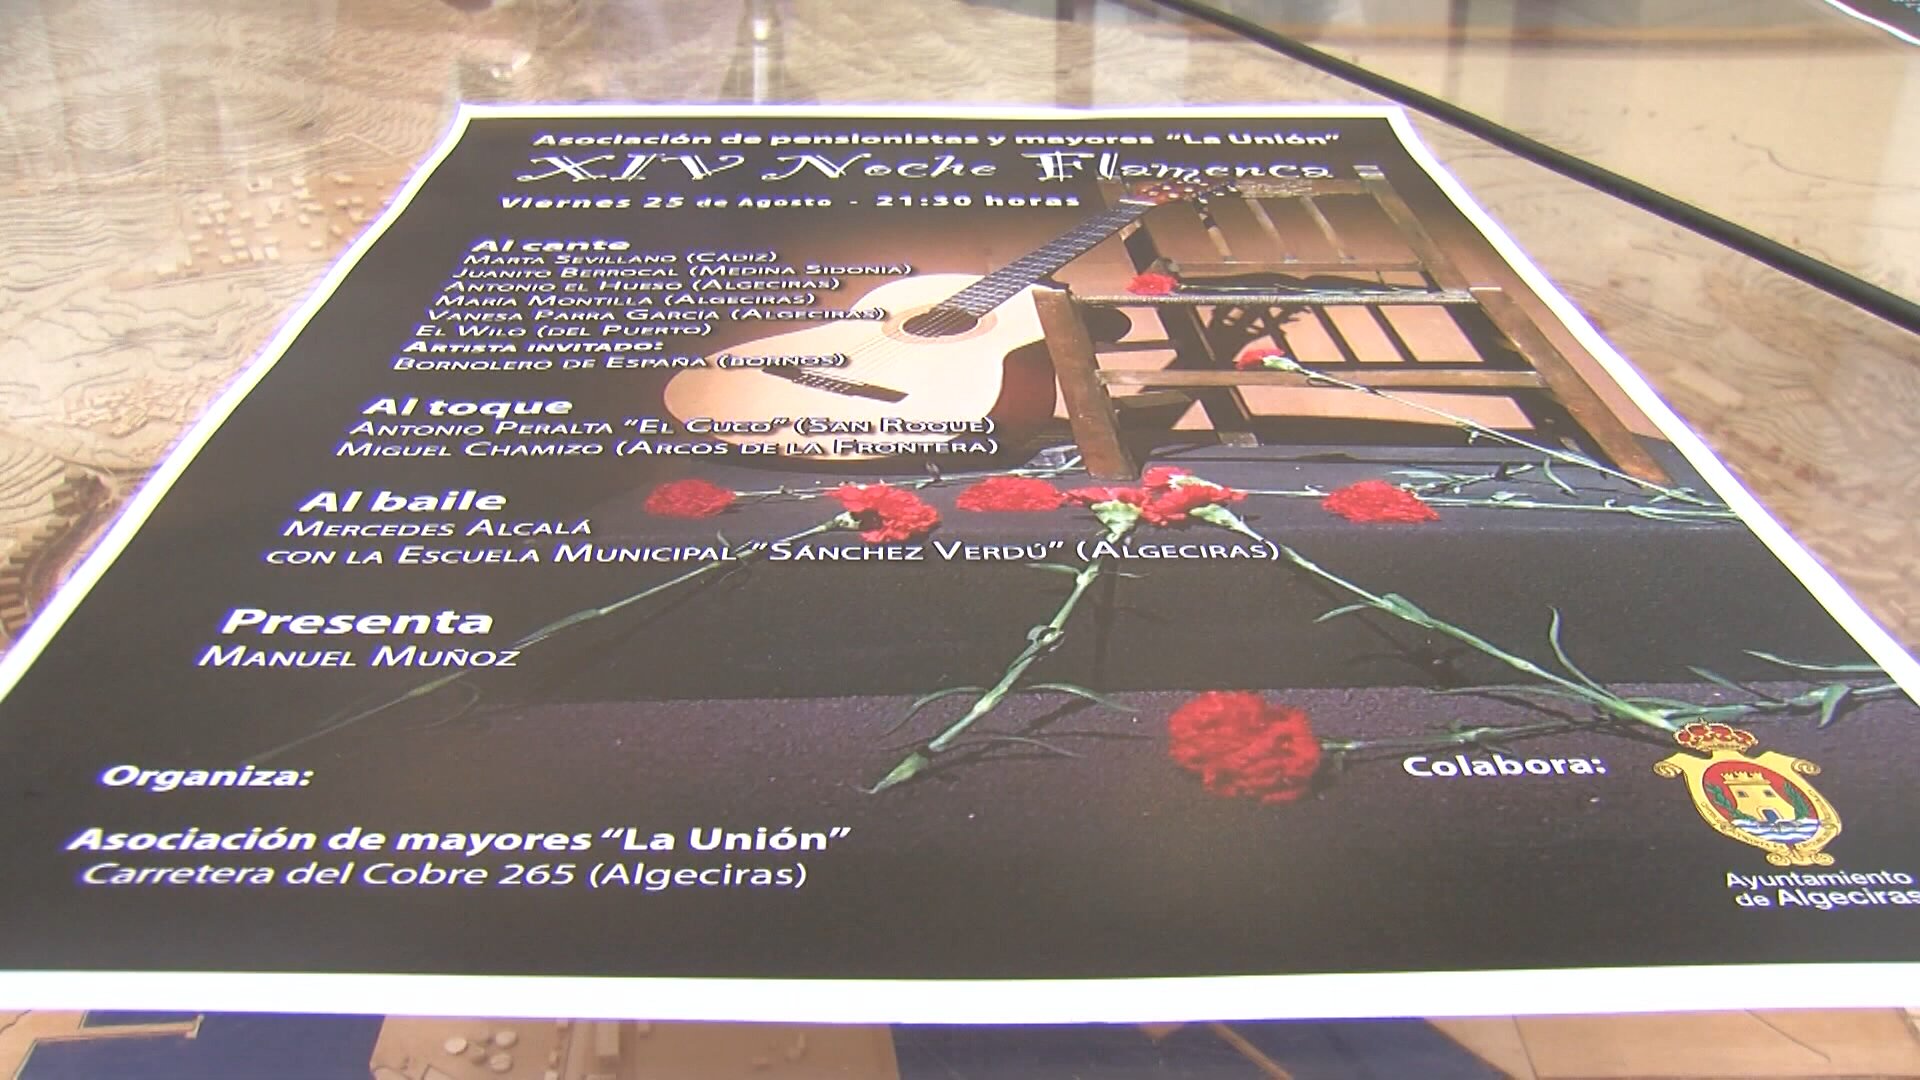 Asociación de pensionistas y mayores “La Unión”
XIV Noche Flamenca
Viernes 25 de Agosto - 21:30 horas
Al cante
Marta Sevillano (Cádiz)
Juanito Berrocal (Medina Sidonia)
Antonio el Hueso (Algeciras)
María Montilla (Algeciras)
Vanesa Parra García (Algeciras)
El Wilo (del Puerto)
Artista invitado:
Bornolero de España (bornos)
Al toque
Antonio Peralta “El Cuco” (San Roque)
Miguel Chamizo (Arcos de la Frontera)
Al baile
Mercedes Alcalá
con la Escuela Municipal “Sánchez Verdú” (Algeciras)
Presenta
Manuel Muñoz
Organiza:
Asociación de mayores “La Unión”
Carretera del Cobre 265 (Algeciras)
Colabora:
Ayuntamiento
de Algeciras